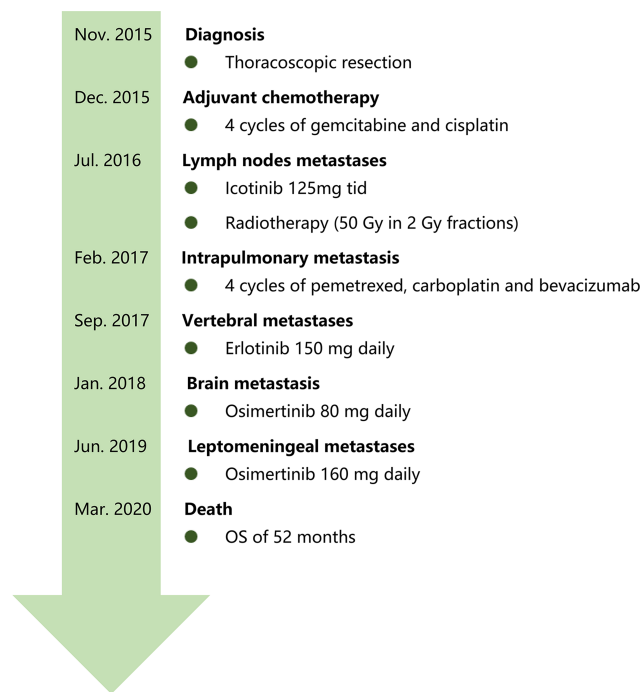 Nov. 2015 Diagnosis
Thoracoscopic resection
Dec. 2015 Adjuvant chemotherapy
4 cycles of gemcitabine and cisplatin
Jul. 2016 Lymph nodes metastases
Icotinib 125mg tid
Radiotherapy (50 Gy in 2 Gy fractions)
Feb. 2017 Intrapulmonary metastasis
4 cycles of pemetrexed, carboplatin and bevacizumab
Sep. 2017 Vertebral metastases
Erlotinib 150 mg daily
Jan. 2018 Brain metastasis
Osimertinib 80 mg daily
Jun. 2019 Leptomeningeal metastases
Osimertinib 160 mg daily
Mar. 2020 Death
OS of 52 months